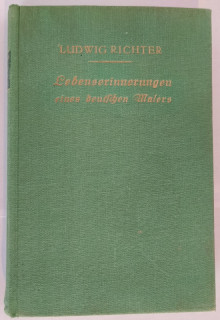 LUDWIG RICHTER
Lebenserinnerungen
eines deutschen Malers